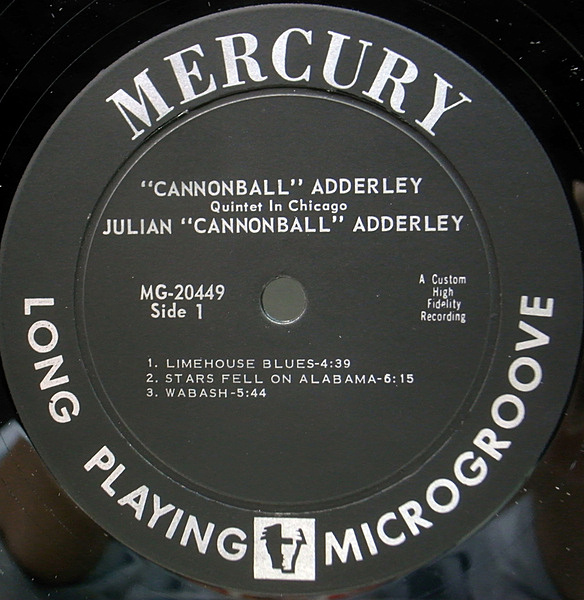 MERCURY
"CANNONBALL" ADDERLEY
Quintet In Chicago
JULIAN "CANNONBALL" ADDERLEY
MG-20449
Side 1
A Custom
High
Fidelity
Recording
1. LIMEHOUSE BLUES-4:39
2. STARS FELL ON ALABAMA-6:15
3. WABASH-5:44
LONG PLAYING MICROGROOVE